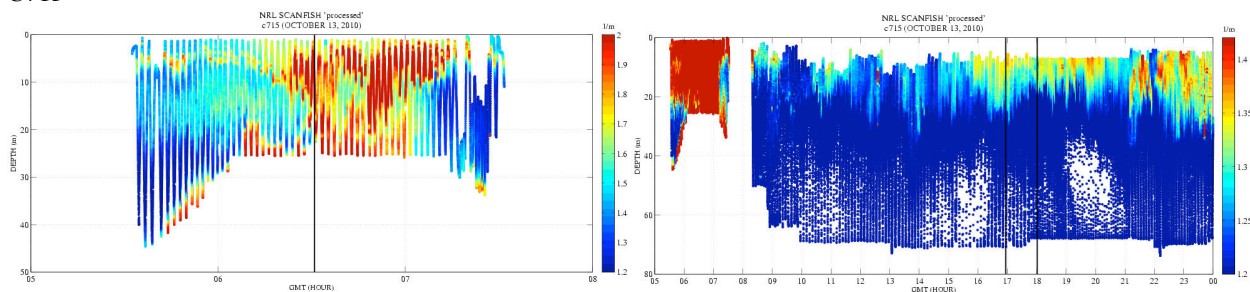 NRL SCANFISH 'processed'
c715 (OCTOBER 13, 2010)
1/m
0
10
20
30
40
50
DEPTH (m)
05
06
07
08
GMT (HOUR)
2
1.9
1.8
1.7
1.6
1.5
1.4
1.3
1.2
NRL SCANFISH 'processed'
c715 (OCTOBER 13, 2010)
1/m
0
20
40
60
80
DEPTH (m)
05 06 07 08 09 10 11 12 13 14 15 16 17 18 19 20 21 22 23 00
GMT (HOUR)
1.4
1.35
1.3
1.25
1.2